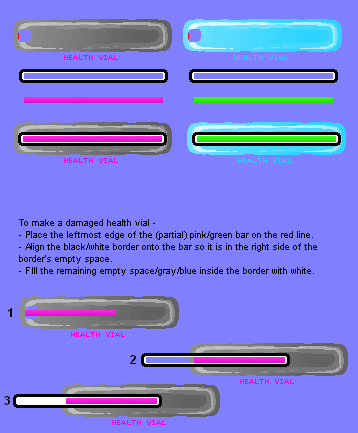 HEALTH VIAL HEALTH VIAL
HEALTH VIAL HEALTH VIAL
To make a damaged health vial -
- Place the leftmost edge of the (partial) pink/green bar on the red line.
- Align the black/white border onto the bar so it is in the right side of the
border's empty space.
- Fill the remaining empty space/gray/blue inside the border with white.
1
HEALTH VIAL
2
HEALTH VIAL
3
HEALTH VIAL